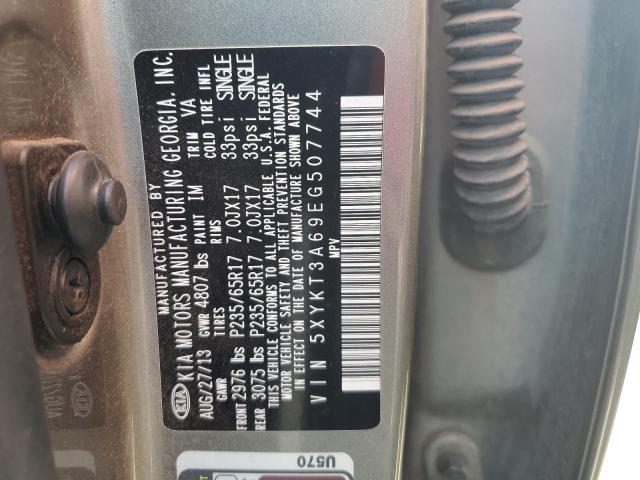 MANUFACTURED BY
KIA KIA MOTORS MANUFACTURING GEORGIA, INC.
AUG/27/13 GVWR 4807 lbs PAINT IM TRIM VA
GAWR TIRES RIMS COLD TIRE INFL
FRONT 2976 lbs P235/65R17 7.0JX17 33psi SINGLE
REAR 3075 lbs P235/65R17 7.0JX17 33psi SINGLE
THIS VEHICLE CONFORMS TO ALL APPLICABLE U.S.A. FEDERAL
MOTOR VEHICLE SAFETY AND THEFT PREVENTION STANDARDS
IN EFFECT ON THE DATE OF MANUFACTURE SHOWN ABOVE
VIN 5XYKT3A69EG507744
MPV
U570